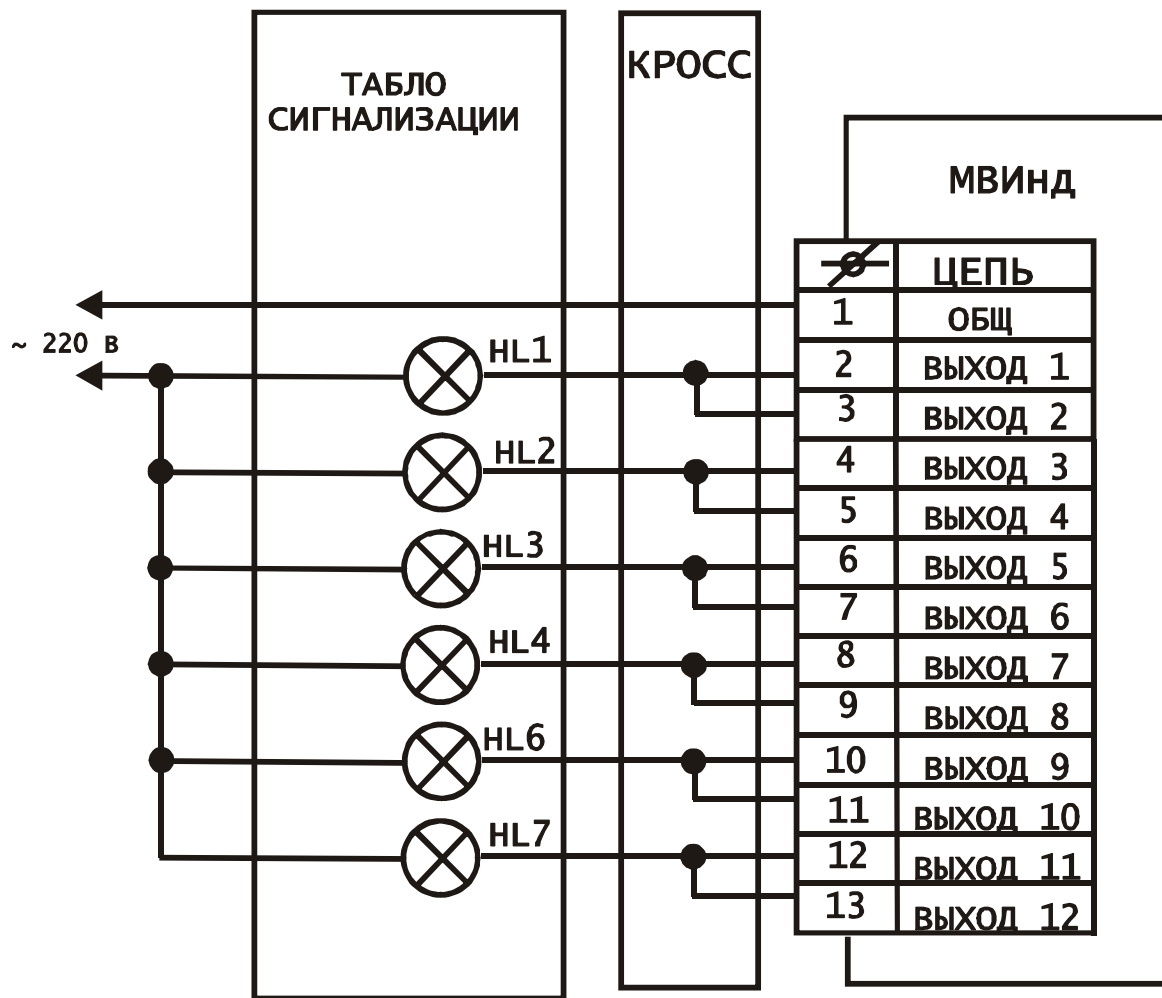 ТАБЛО
СИГНАЛИЗАЦИИ
КРОСС
МВИнд
ЦЕПЬ
1 ОБЩ
~ 220 в
HL1
2 ВЫХОД 1
3 ВЫХОД 2
HL2
4 ВЫХОД 3
5 ВЫХОД 4
HL3
6 ВЫХОД 5
7 ВЫХОД 6
HL4
8 ВЫХОД 7
9 ВЫХОД 8
HL6
10 ВЫХОД 9
11 ВЫХОД 10
HL7
12 ВЫХОД 11
13 ВЫХОД 12